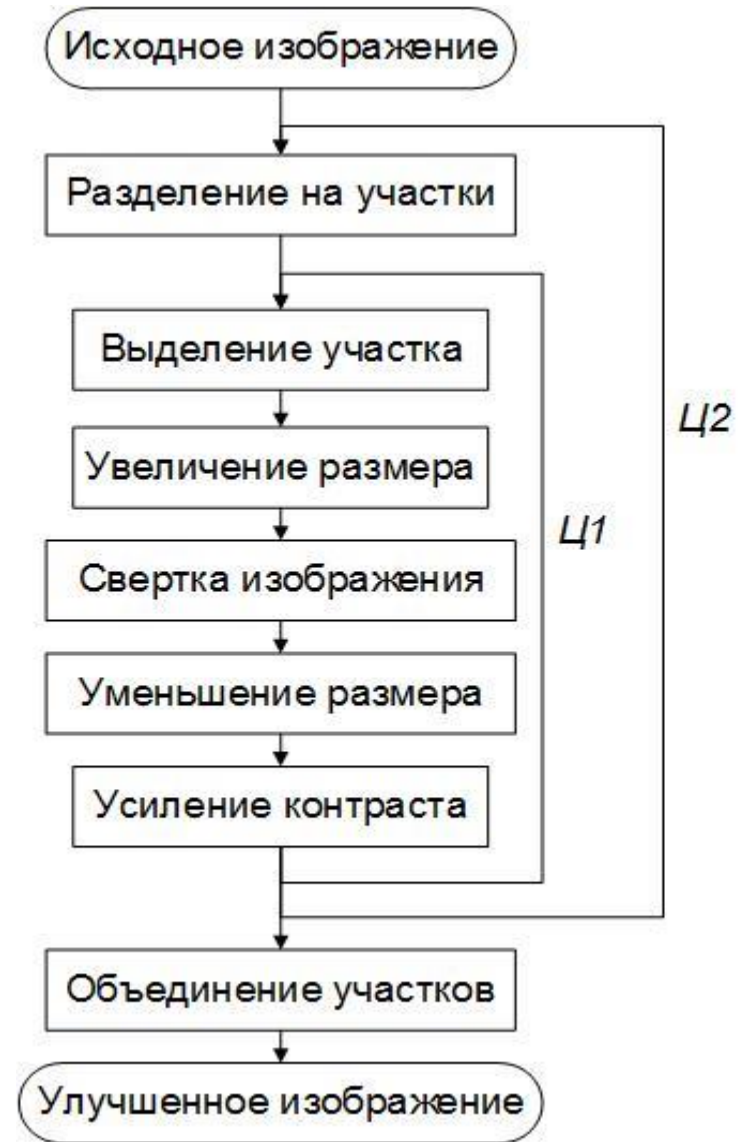 Исходное изображение
Разделение на участки
Выделение участка
Увеличение размера
Ц2
Ц1
Свертка изображения
Уменьшение размера
Усиление контраста
Объединение участков
Улучшенное изображение